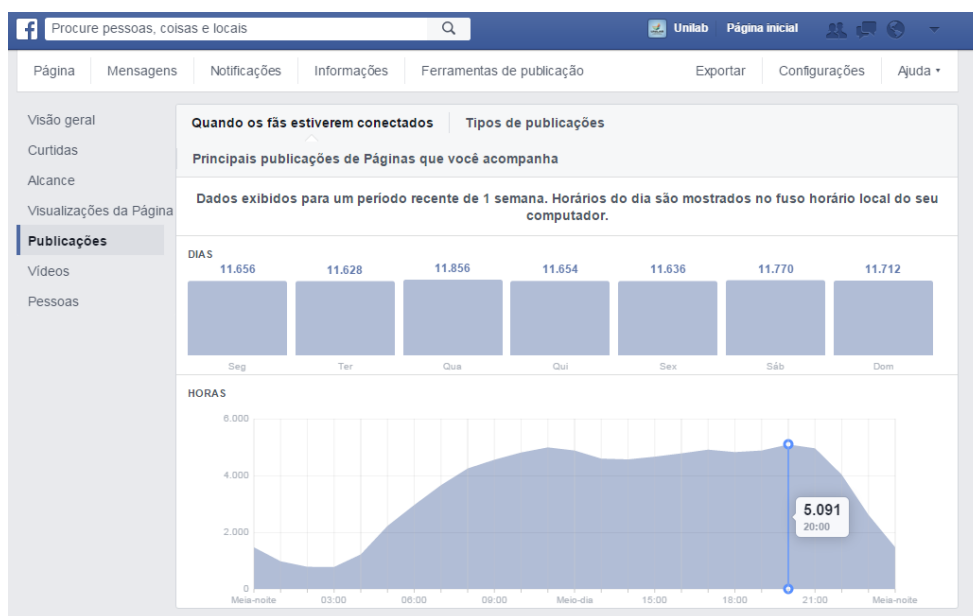 Procure pessoas, coisas e locais
Unilab Página inicial
Página Mensagens Notificações Informações Ferramentas de publicação Exportar Configurações Ajuda
Visão geral
Curtidas
Alcance
Visualizações da Página
Publicações
Vídeos
Pessoas
Quando os fãs estiverem conectados Tipos de publicações
Principais publicações de Páginas que você acompanha
Dados exibidos para um período recente de 1 semana. Horários do dia são mostrados no fuso horário local do seu
computador.
DIAS
11.656 11.628 11.856 11.654 11.636 11.770 11.712
Seg Ter Qua Qui Sex Sáb Dom
HORAS
6.000
4.000
2.000
0
5.091
20:00
Meia-noite 03:00 06:00 09:00 Meio-dia 15:00 18:00 21:00 Meia-noite